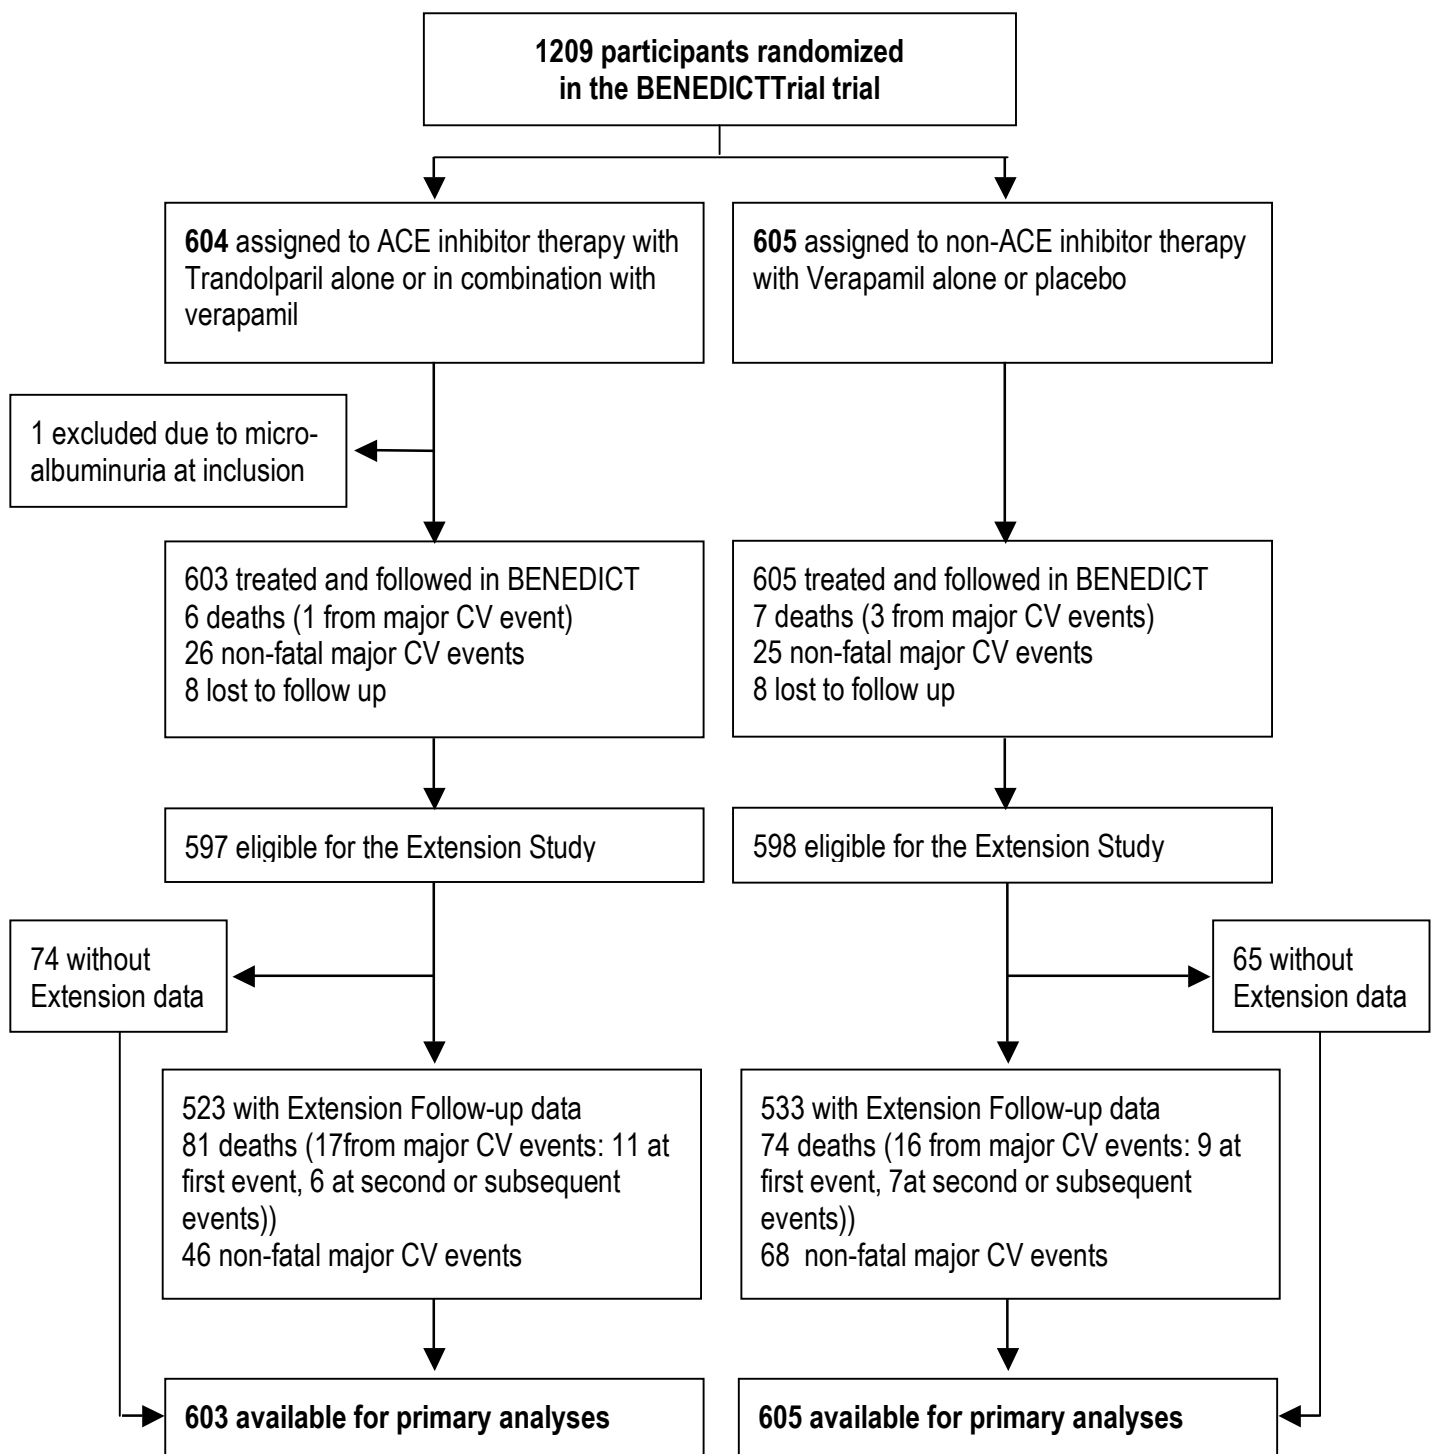 1209 participants randomized
in the BENEDICTTrial trial
604 assigned to ACE inhibitor therapy with
Trandolparil alone or in combination with
verapamil
605 assigned to non-ACE inhibitor therapy
with Verapamil alone or placebo
1 excluded due to micro-
albuminuria at inclusion
603 treated and followed in BENEDICT
6 deaths (1 from major CV event)
26 non-fatal major CV events
8 lost to follow up
605 treated and followed in BENEDICT
7 deaths (3 from major CV events)
25 non-fatal major CV events
8 lost to follow up
597 eligible for the Extension Study
598 eligible for the Extension Study
74 without
Extension data
65 without
Extension data
523 with Extension Follow-up data
81 deaths (17from major CV events: 11 at
first event, 6 at second or subsequent
events))
46 non-fatal major CV events
533 with Extension Follow-up data
74 deaths (16 from major CV events: 9 at
first event, 7at second or subsequent
events))
68  non-fatal major CV events
603 available for primary analyses
605 available for primary analyses